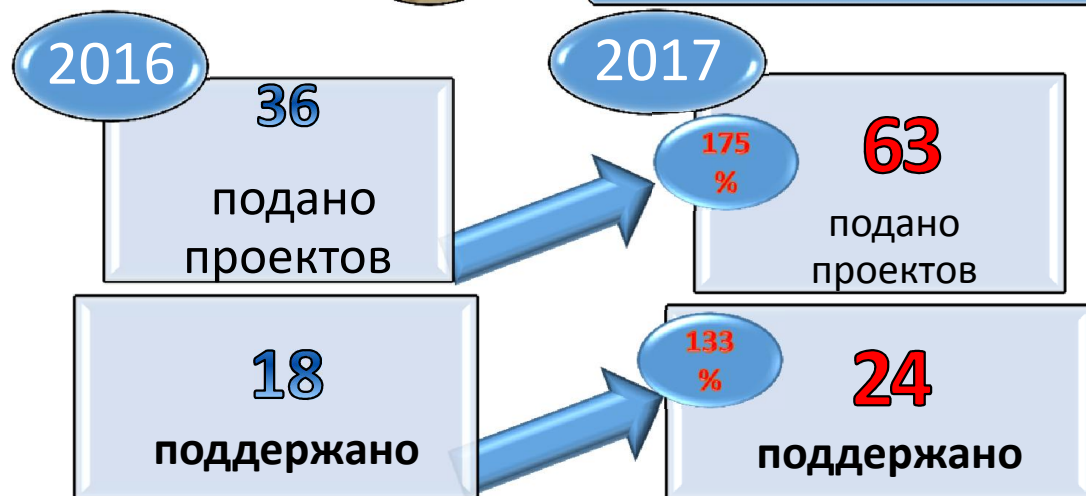 2016
36
подано
проектов
2017
175
%
63
подано
проектов
18
поддержано
133
%
24
поддержано